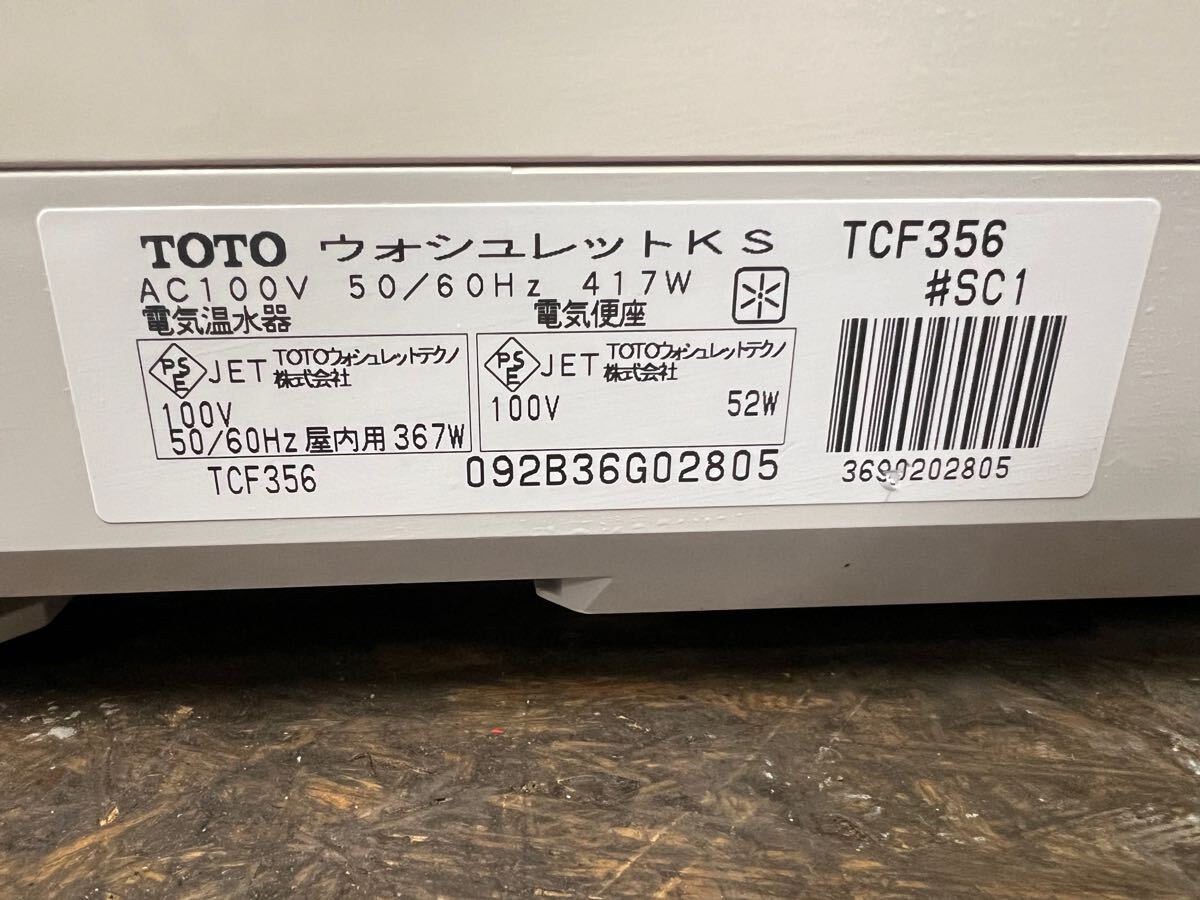 TOTO ウォシュレットKS
TCF356
#SC1
AC100V 50/60Hz 417W
電気温水器
電気便座
PSE JET TOTOウォシュレットテクノ
株式会社
100V
50/60Hz 屋内用 367W
PSE JET TOTOウォシュレットテクノ
株式会社
100V 52W
TCF356
092B36G02805
3690202805